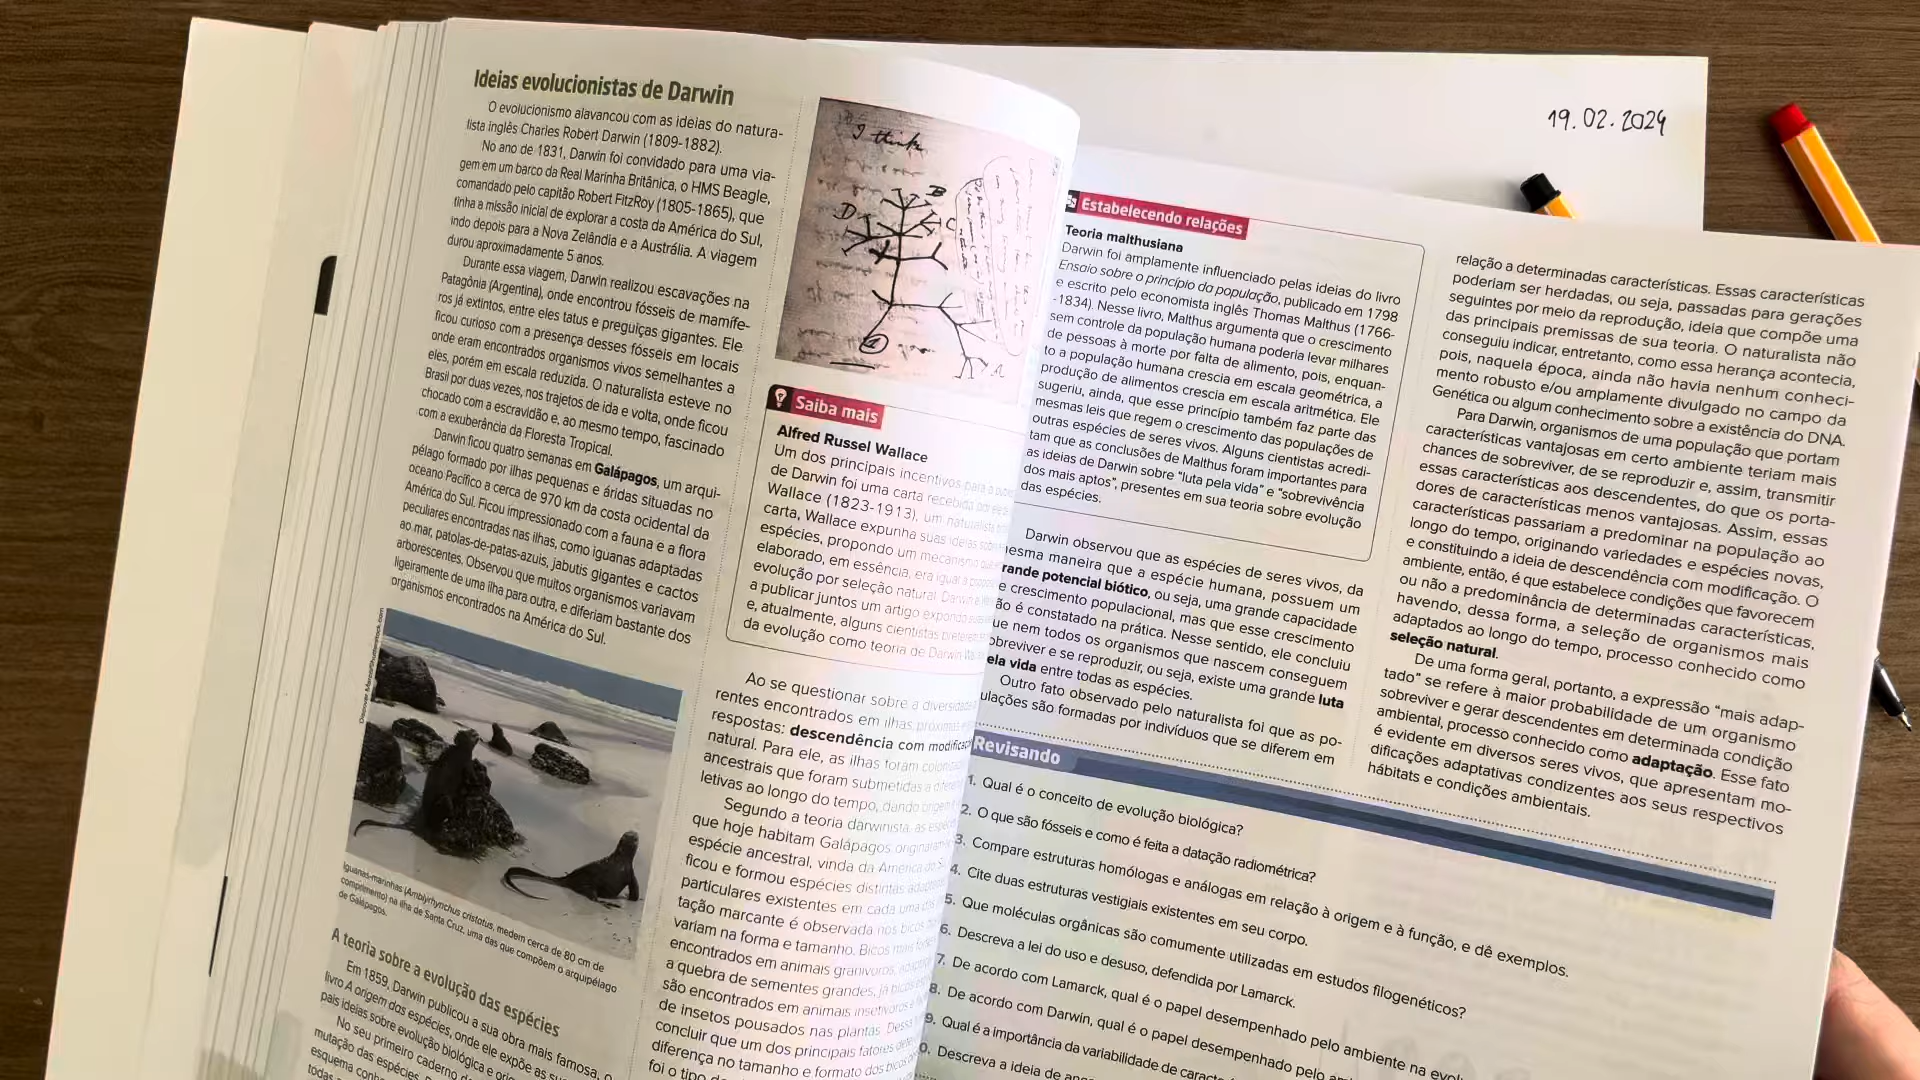 Ideias evolucionistas de Darwin
O evolucionismo alavancou com as ideias do natura-
lista inglês Charles Robert Darwin (1809-1882).
No ano de 1831, Darwin foi convidado para uma via-
gem em um barco da Real Marinha Britânica, o HMS Beagle,
comandado pelo capitão Robert FitzRoy (1805-1865), que
tinha a missão inicial de explorar a costa da América do Sul,
indo depois para a Nova Zelândia e a Austrália. A viagem
durou aproximadamente 5 anos.
Durante essa viagem, Darwin realizou escavações na
Patagônia (Argentina), onde encontrou fósseis de mamífe-
ros já extintos, entre eles tatus e preguiças gigantes. Ele
ficou curioso com a presença desses fósseis em locais
onde eram encontrados organismos vivos semelhantes a
eles, porém em escala reduzida. O naturalista esteve no
Brasil por duas vezes, nos trajetos de ida e volta, onde ficou
chocado com a escravidão e, ao mesmo tempo, fascinado
com a exuberância da Floresta Tropical.
Darwin ficou quatro semanas em Galápagos, um arqui-
pélago formado por ilhas pequenas e áridas situadas no
oceano Pacífico a cerca de 970 km da costa ocidental da
América do Sul. Ficou impressionado com a fauna e a flora
peculiares encontradas nas ilhas, como iguanas adaptadas
ao mar, patolas-de-patas-azuis, jabutis gigantes e cactos
arborescentes. Observou que muitos organismos variavam
ligeiramente de uma ilha para outra, e diferiam bastante dos
organismos encontrados na América do Sul.
Iguanas-marinhas (Amblyrhynchus cristatus, medem cerca de 80 cm de
comprimento) na ilha de Santa Cruz, uma das que compõem o arquipélago
de Galápagos.
A teoria sobre a evolução das espécies
Em 1859, Darwin publicou a sua obra mais famosa, o
livro A origem dos espécies, onde ele expõe as
pais ideias sobre evolução biológica e
No seu primeiro caderno
mutação das espécies,
esquema
todas
I think
B
D
C
A
1
Saiba mais
Alfred Russel Wallace
Um dos principais incentivos para a
de Darwin foi uma carta recebida por ele de
Wallace (1823-1913), um naturalista
carta, Wallace expunha suas ideias
espécies, propondo um mecanismo que
elaborado, em essência, era igual
evolução por seleção natural. Darwin
a publicar juntos um artigo expondo
e, atualmente, alguns cientistas preferem
da evolução como teoria de Darwin
Ao se questionar sobre a diversidade
rentes encontrados em ilhas próximas
respostas: descendência com
natural. Para ele, as ilhas foram
ancestrais que foram submetidas a
letivas ao longo do tempo, dando
Segundo a teoria darwinista, as
que hoje habitam Galápagos
espécie ancestral, vinda da América do
ficou e formou espécies distintas
particulares existentes em cada uma
tação marcante é observada nos bicos
variam na forma e tamanho. Bicos mais
encontrados em animais granívoros,
a quebra de sementes grandes, já
são encontrados em animais insetívoros
de insetos pousados nas plantas.
concluir que um dos principais fatores
diferença no tamanho e formato dos bicos
foi o tipo
19.02.2024
Estabelecendo relações
Teoria malthusiana
Darwin foi amplamente influenciado pelas ideias do livro
Ensaio sobre o princípio da população, publicado em 1798
e escrito pelo economista inglês Thomas Malthus (1766-
-1834). Nesse livro, Malthus argumenta que o crescimento
sem controle da população humana poderia levar milhares
de pessoas à morte por falta de alimento, pois, enquan-
to a população humana crescia em escala geométrica, a
produção de alimentos crescia em escala aritmética. Ele
sugeriu, ainda, que esse princípio também faz parte das
mesmas leis que regem o crescimento das populações de
outras espécies de seres vivos. Alguns cientistas acredi-
tam que as conclusões de Malthus foram importantes para
as ideias de Darwin sobre "luta pela vida" e "sobrevivência
dos mais aptos", presentes em sua teoria sobre evolução
das espécies.
Darwin observou que as espécies de seres vivos, da
esma maneira que a espécie humana, possuem um
rande potencial biótico, ou seja, uma grande capacidade
e crescimento populacional, mas que esse crescimento
ão é constatado na prática. Nesse sentido, ele concluiu
ue nem todos os organismos que nascem conseguem
obreviver e se reproduzir, ou seja, existe uma grande luta
ela vida entre todas as espécies.
Outro fato observado pelo naturalista foi que as po-
ulações são formadas por indivíduos que se diferem em
relação a determinadas características. Essas características
poderiam ser herdadas, ou seja, passadas para gerações
seguintes por meio da reprodução, ideia que compõe uma
das principais premissas de sua teoria. O naturalista não
conseguiu indicar, entretanto, como essa herança acontecia,
pois, naquela época, ainda não havia nenhum conheci-
mento robusto e/ou amplamente divulgado no campo da
Genética ou algum conhecimento sobre a existência do DNA.
Para Darwin, organismos de uma população que portam
características vantajosas em certo ambiente teriam mais
chances de sobreviver, de se reproduzir e, assim, transmitir
essas características aos descendentes, do que os porta-
dores de características menos vantajosas. Assim, essas
características passariam a predominar na população ao
longo do tempo, originando variedades e espécies novas,
e constituindo a ideia de descendência com modificação. O
ambiente, então, é que estabelece condições que favorecem
ou não a predominância de determinadas características,
havendo, dessa forma, a seleção de organismos mais
adaptados ao longo do tempo, processo conhecido como
seleção natural.
De uma forma geral, portanto, a expressão "mais adap-
tado" se refere à maior probabilidade de um organismo
sobreviver e gerar descendentes em determinada condição
ambiental, processo conhecido como adaptação. Esse fato
é evidente em diversos seres vivos, que apresentam mo-
dificações adaptativas condizentes aos seus respectivos
hábitats e condições ambientais.
Revisando
1. Qual é o conceito de evolução biológica?
2. O que são fósseis e como é feita a datação radiométrica?
3. Compare estruturas homólogas e análogas em relação à origem e à função, e dê exemplos.
4. Cite duas estruturas vestigiais existentes em seu corpo.
5. Que moléculas orgânicas são comumente utilizadas em estudos filogenéticos?
6. Descreva a lei do uso e desuso, defendida por Lamarck.
7. De acordo com Lamarck, qual é o papel desempenhado pelo ambiente na
8. De acordo com Darwin, qual é o papel desempenhado pelo
9. Qual é a importância da variabilidade de
0. Descreva a ideia de